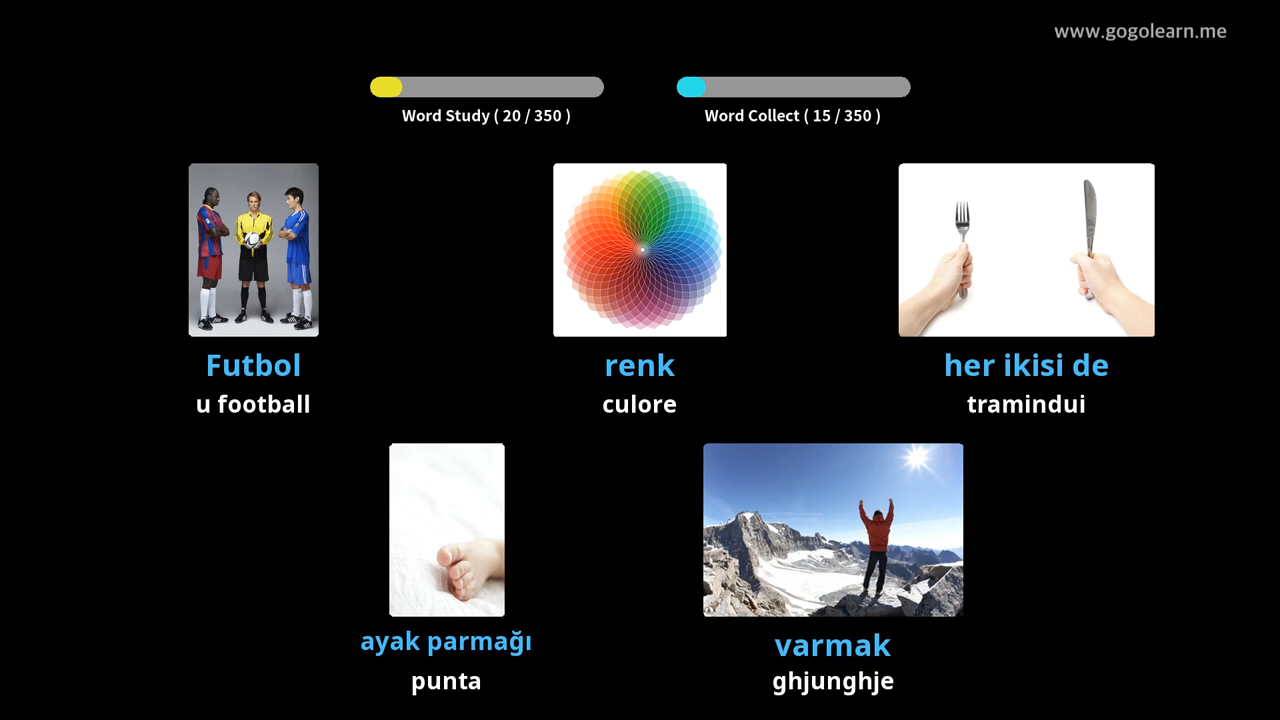 www.gogolearn.me
Word Study ( 20 / 350 )
Word Collect ( 15 / 350 )
Futbol
u football
renk
culore
her ikisi de
tramindui
ayak parmağı
punta
varmak
ghjunghje